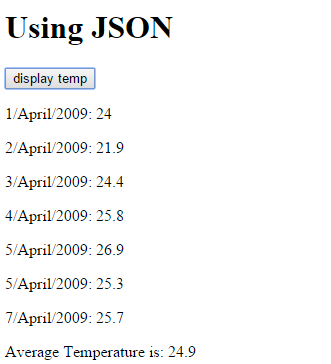 Using JSON
display temp
1/April/2009: 24
2/April/2009: 21.9
3/April/2009: 24.4
4/April/2009: 25.8
5/April/2009: 26.9
5/April/2009: 25.3
7/April/2009: 25.7
Average Temperature is: 24.9